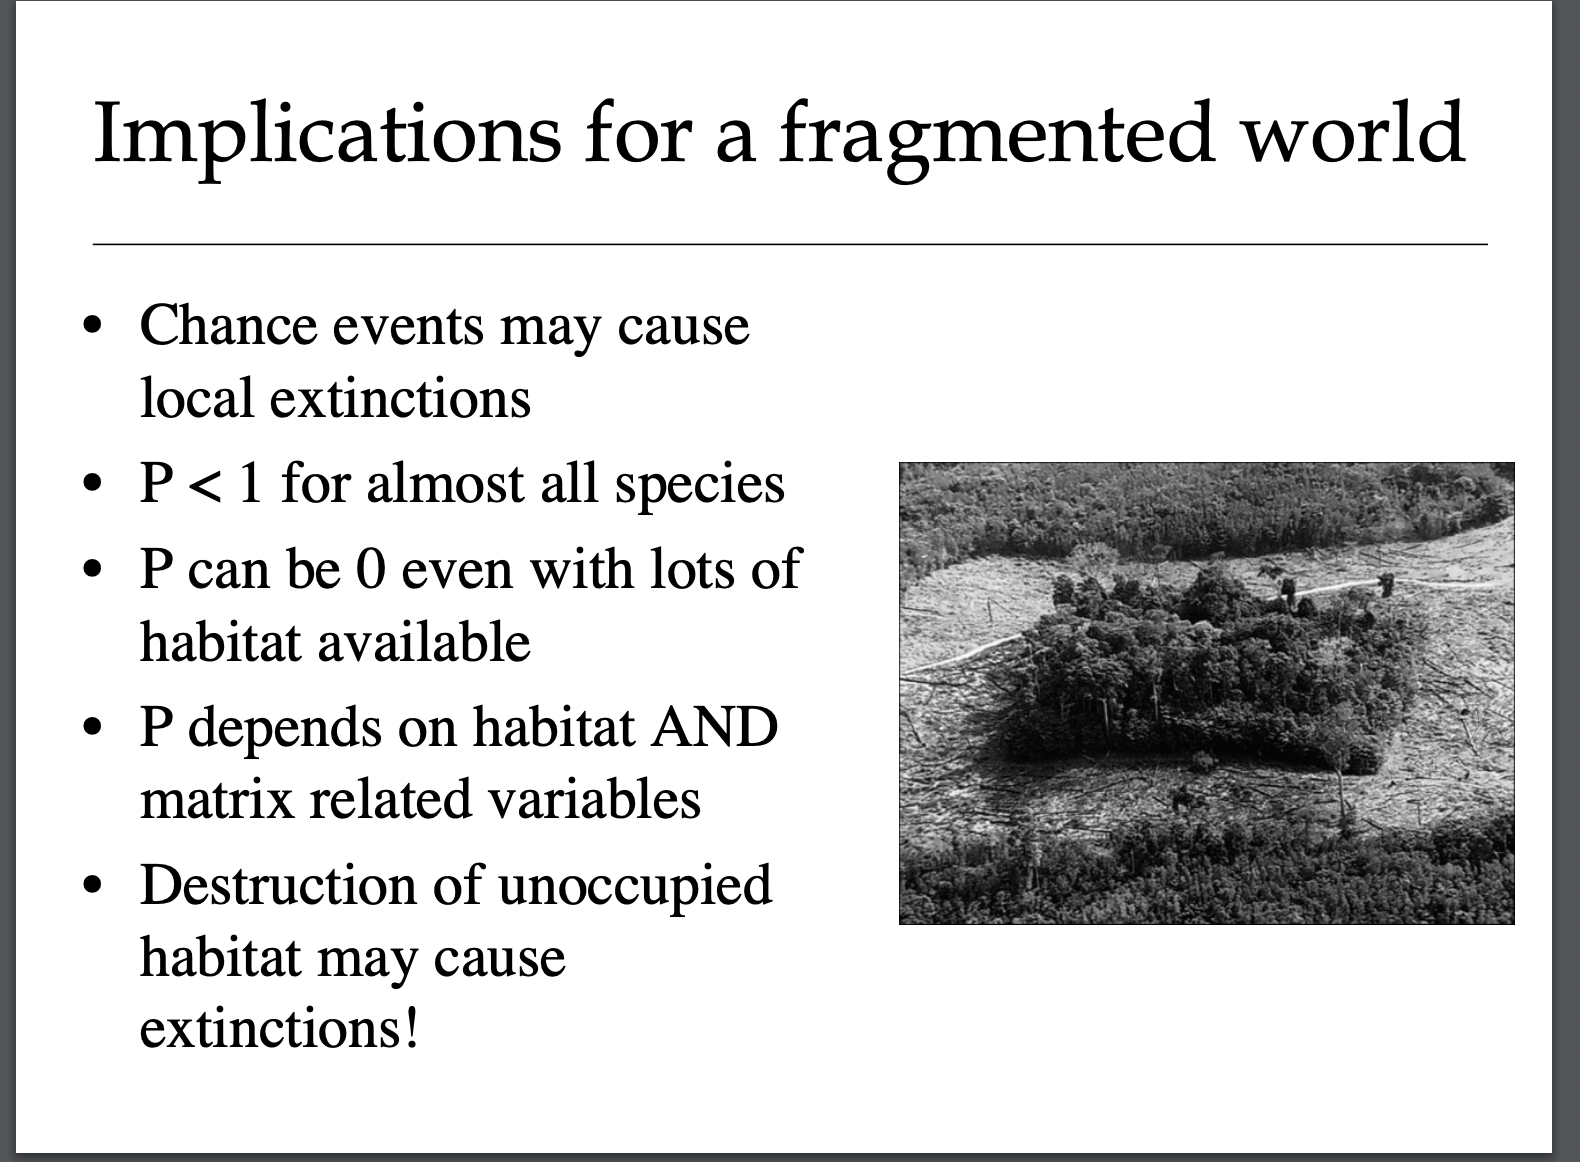 Implications for a fragmented world
• Chance events may cause
local extinctions
• P < 1 for almost all species
• P can be 0 even with lots of
habitat available
• P depends on habitat AND
matrix related variables
• Destruction of unoccupied
habitat may cause
extinctions!